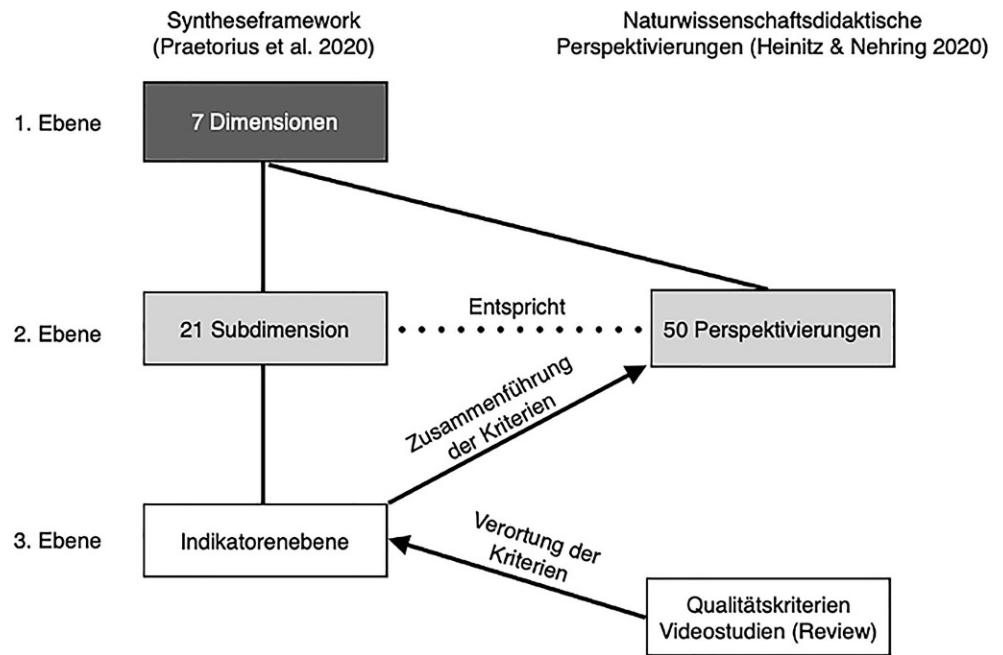 Syntheseframework
(Praetorius et al. 2020)
Naturwissenschaftsdidaktische
Perspektivierungen (Heinitz & Nehring 2020)
1. Ebene
7 Dimensionen
2. Ebene
21 Subdimension
Entspricht
50 Perspektivierungen
Zusammenführung
der Kriterien
3. Ebene
Indikatorenebene
Verortung der
Kriterien
Qualitätskriterien
Videostudien (Review)